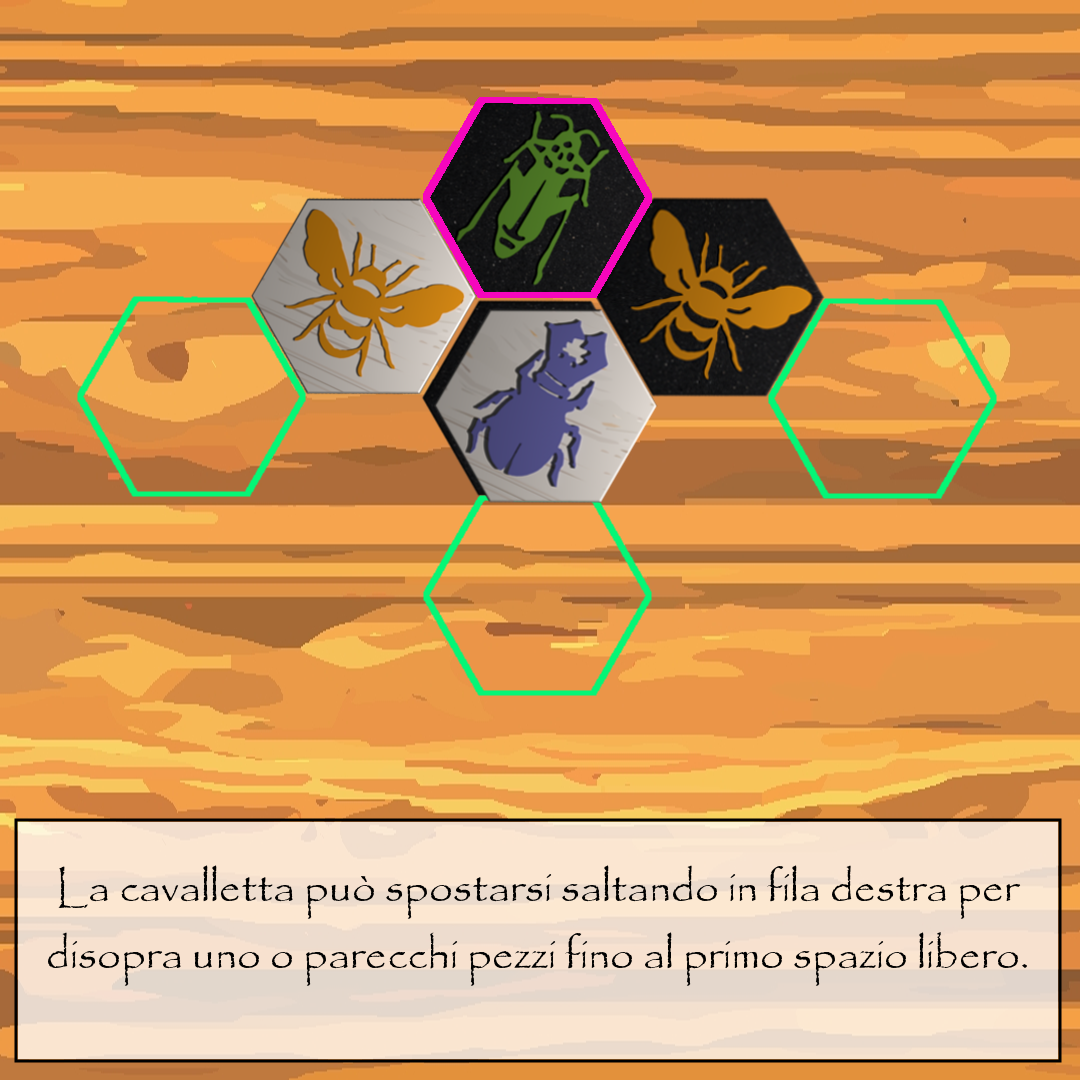 La cavalletta può spostarsi saltando in fila destra per
disopra uno o parecchi pezzi fino al primo spazio libero.